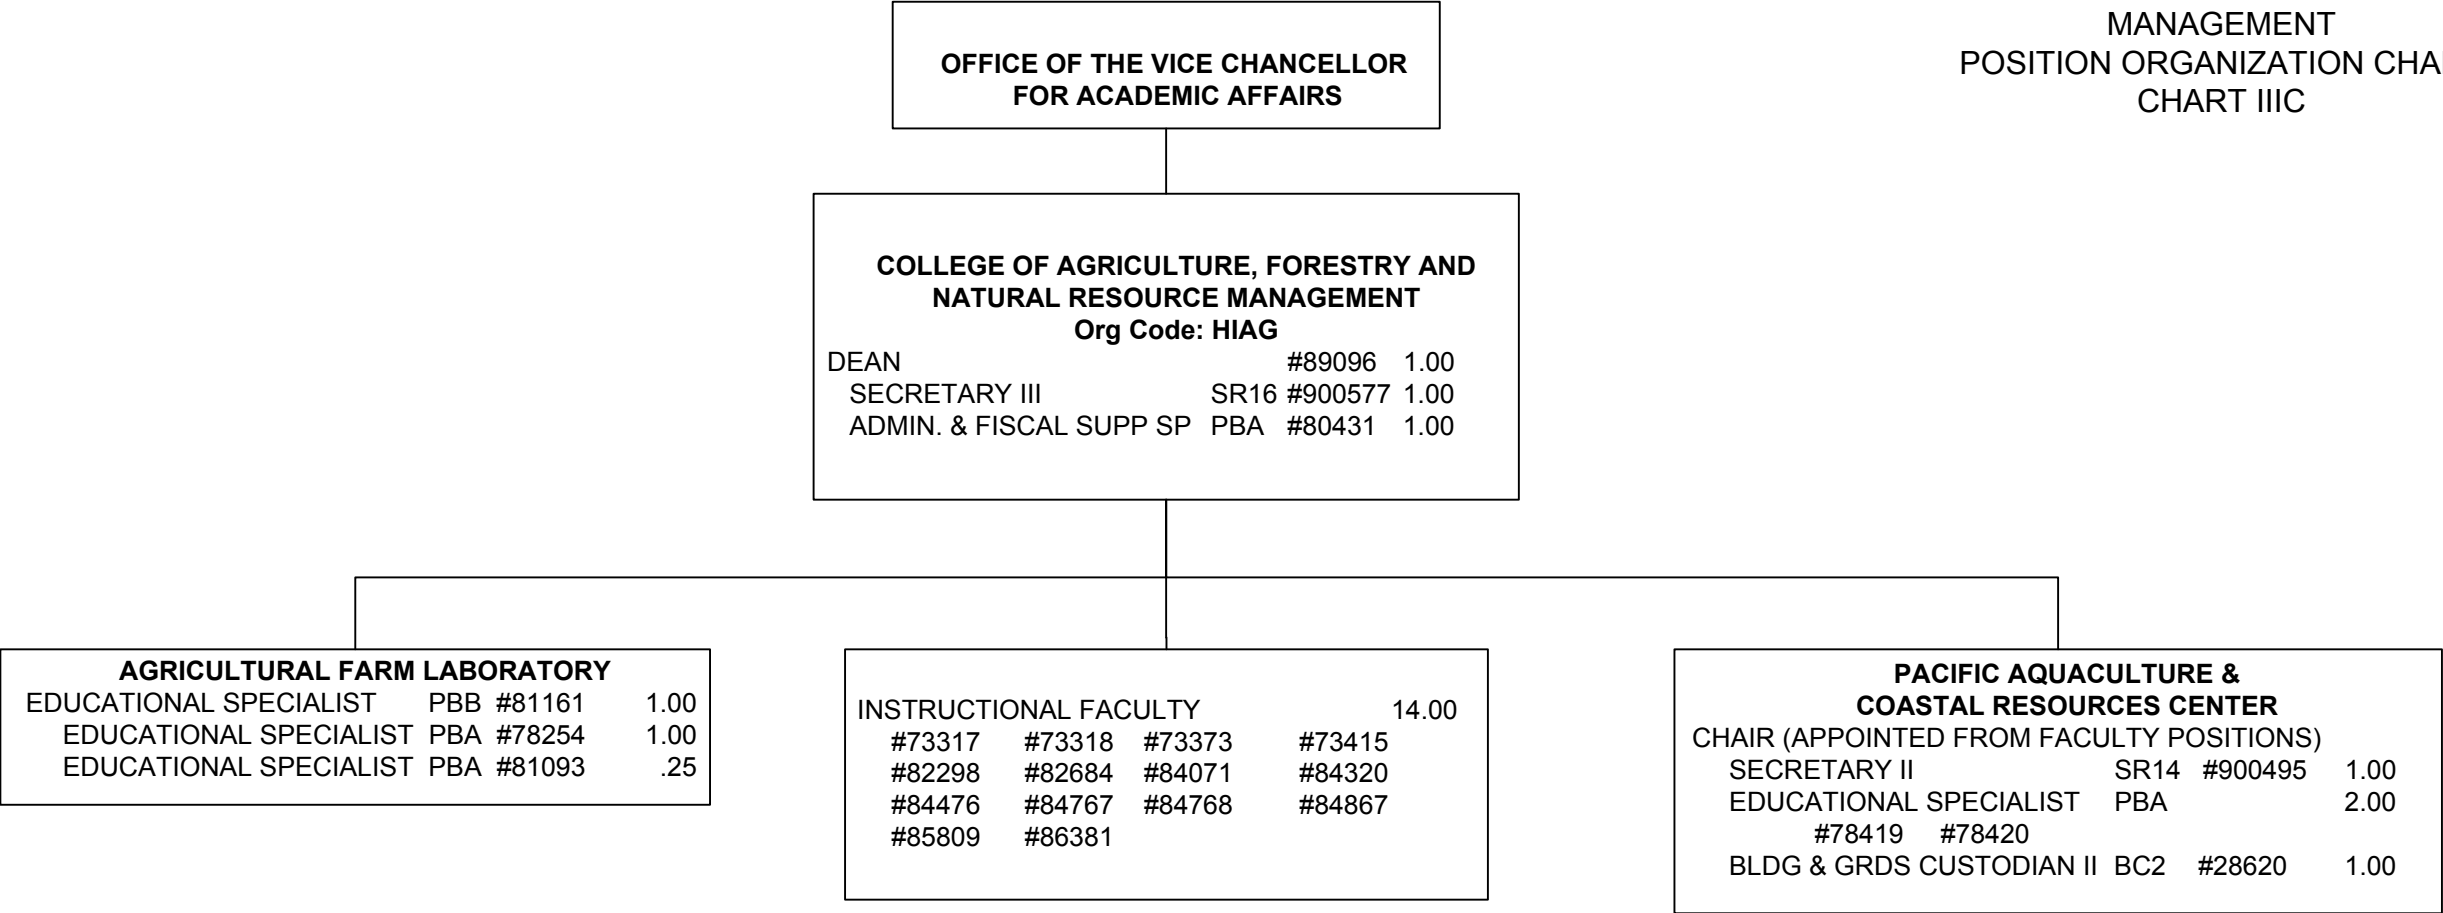 MANAGEMENT
POSITION ORGANIZATION
CHART IIIC
OFFICE OF THE VICE CHANCELLOR
FOR ACADEMIC AFFAIRS
COLLEGE OF AGRICULTURE, FORESTRY AND
NATURAL RESOURCE MANAGEMENT
Org Code: HIAG
DEAN #89096 1.00
SECRETARY III SR16 #900577 1.00
ADMIN. & FISCAL SUPP SP PBA #80431 1.00
AGRICULTURAL FARM LABORATORY
EDUCATIONAL SPECIALIST PBB #81161 1.00
EDUCATIONAL SPECIALIST PBA #78254 1.00
EDUCATIONAL SPECIALIST PBA #81093 .25
INSTRUCTIONAL FACULTY 14.00
#73317 #73318 #73373 #73415
#82298 #82684 #84071 #84320
#84476 #84767 #84768 #84867
#85809 #86381
PACIFIC AQUACULTURE &
COASTAL RESOURCES CENTER
CHAIR (APPOINTED FROM FACULTY POSITIONS)
SECRETARY II SR14 #900495 1.00
EDUCATIONAL SPECIALIST PBA 2.00
#78419 #78420
BLDG & GRDS CUSTODIAN II BC2 #28620 1.00